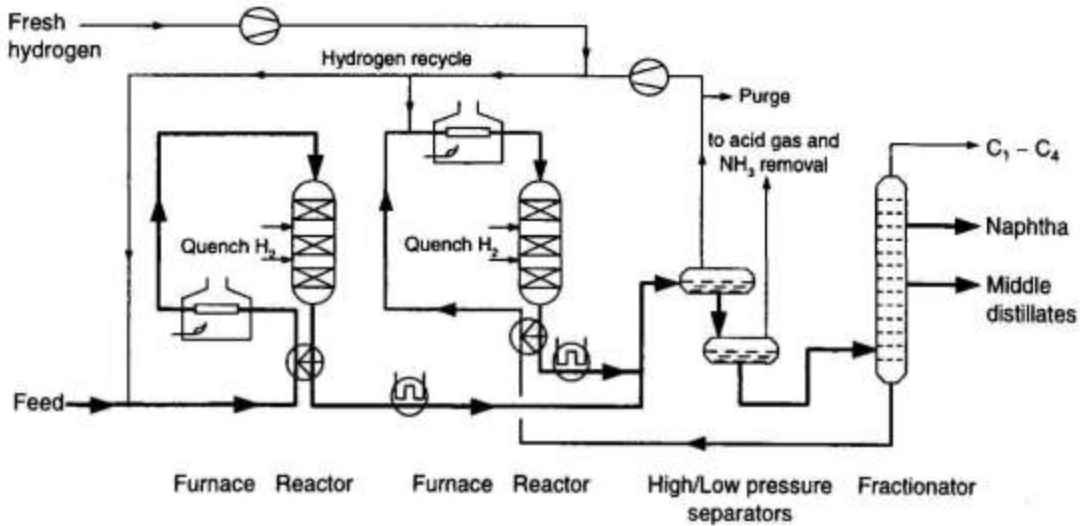 Fresh
hydrogen
Hydrogen recycle
Purge
to acid gas and
NH₃ removal
C₁ – C₄
Naphtha
Middle
distillates
Quench H₂
Quench H₂
Feed
Furnace
Reactor
Furnace
Reactor
High/Low pressure
separators
Fractionator